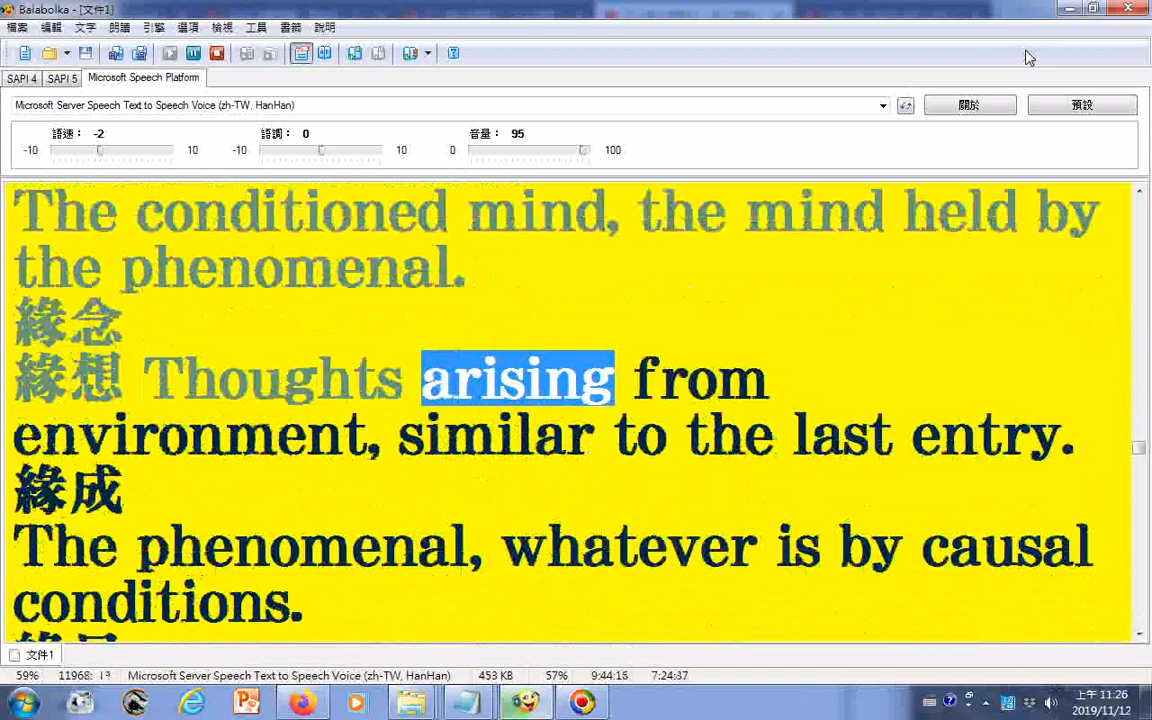 Balabolka - [文件1]
檔案 編輯 文字 朗讀 引擎 選項 檢視 工具 書籤 說明
SAPI 4 SAPI 5 Microsoft Speech Platform
Microsoft Server Speech Text to Speech Voice (zh-TW, HanHan) 關於 預設
語速： -2 語調： 0 音量： 95
-10 10 -10 10 0 100
The conditioned mind, the mind held by
the phenomenal.
緣念
緣想 Thoughts arising from
environment, similar to the last entry.
緣成
The phenomenal, whatever is by causal
conditions.
文件1
59% 11968: Microsoft Server Speech Text to Speech Voice (zh-TW, HanHan) 453 KB 57% 9:44:18 7:24:37
上午 11:26
2019/11/12